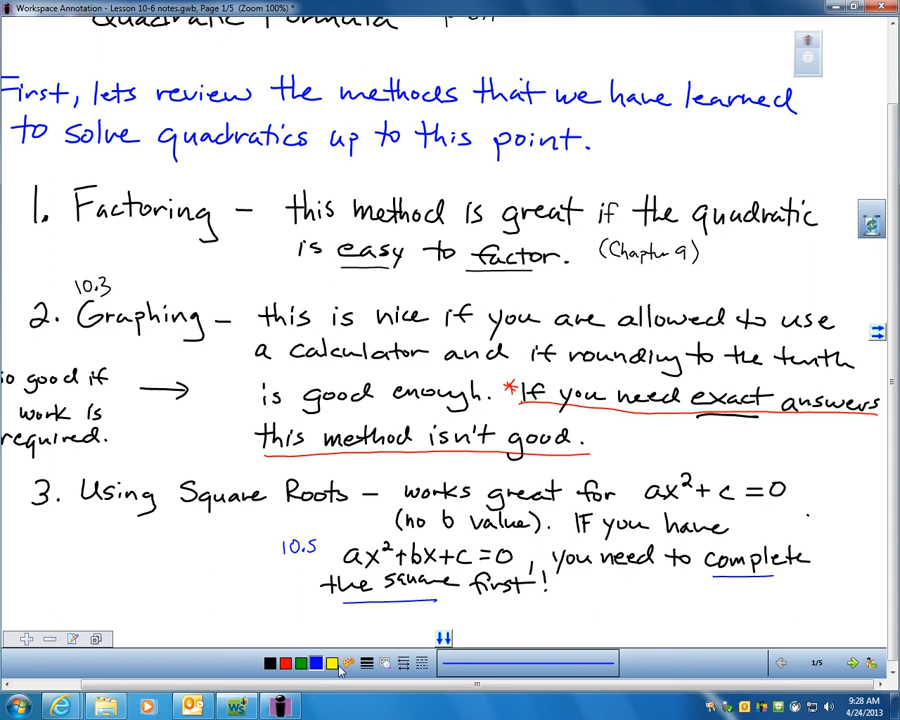 Workspace Annotation - Lesson 10-6 notes.gwb, Page 1/5 (Zoom 100%) *
Quadratic Formula
First, lets review the methods that we have learned
to solve quadratics up to this point.
1. Factoring – this method is great if the quadratic
is easy to factor. (Chapter 9)
10.3
2. Graphing – this is nice if you are allowed to use
a calculator and if rounding to the tenth
is good enough. *If you need exact answers
this method isn't good.
so good if
work is
required.
3. Using Square Roots – works great for ax²+ c = 0
(no b value). IF you have
10.5 ax²+bx+c=0, you need to complete
the square first!
1/5
9:28 AM
4/24/2013